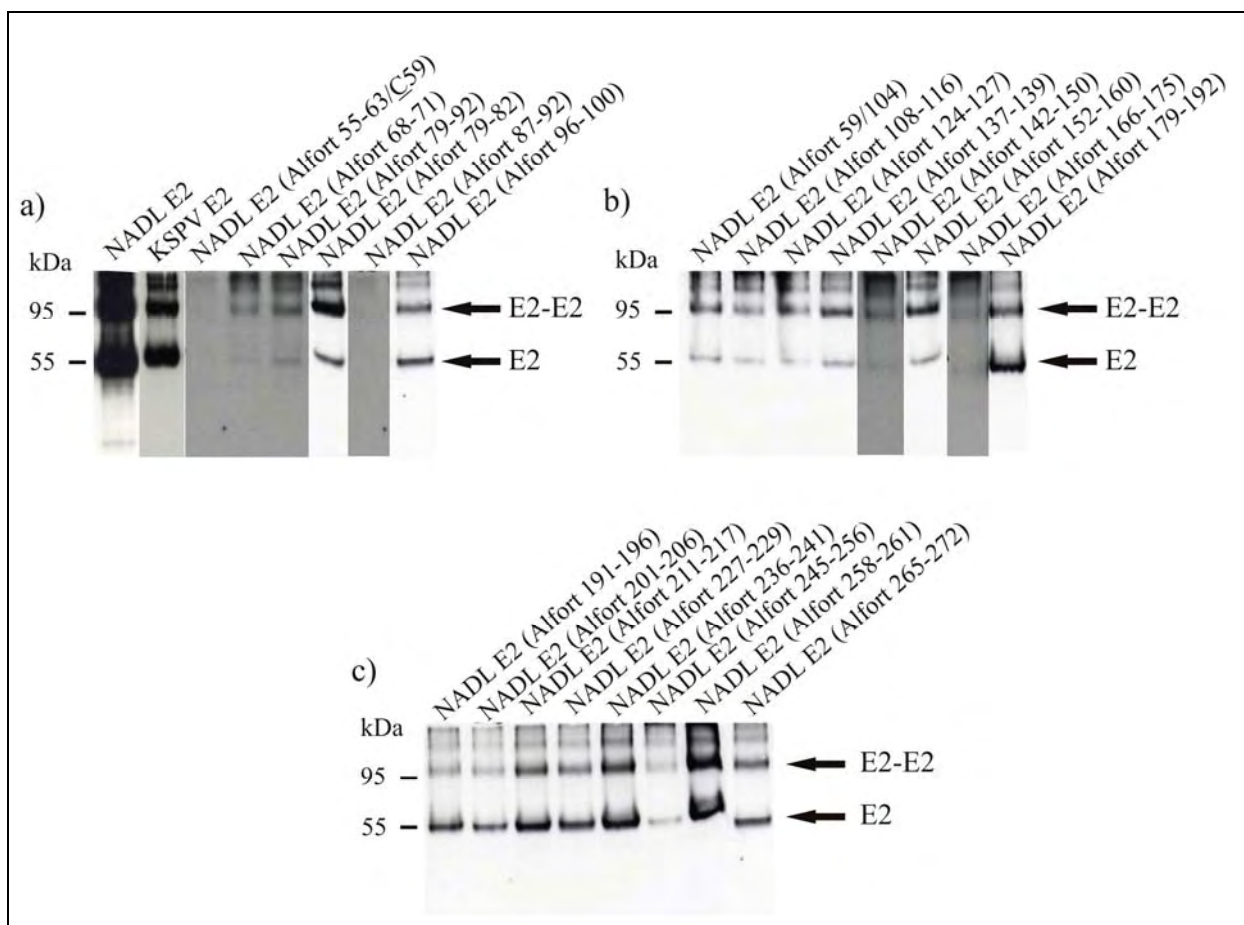 a)
NADL E2
KSPV E2
NADL E2 (Alfort 55-63/C59)
NADL E2 (Alfort 68-71)
NADL E2 (Alfort 79-92)
NADL E2 (Alfort 79-82)
NADL E2 (Alfort 87-92)
NADL E2 (Alfort 96-100)
kDa
95
55
E2-E2
E2
b)
NADL E2 (Alfort 59/104)
NADL E2 (Alfort 108-116)
NADL E2 (Alfort 124-127)
NADL E2 (Alfort 137-139)
NADL E2 (Alfort 142-150)
NADL E2 (Alfort 152-160)
NADL E2 (Alfort 166-175)
NADL E2 (Alfort 179-192)
kDa
95
55
E2-E2
E2
c)
NADL E2 (Alfort 191-196)
NADL E2 (Alfort 201-206)
NADL E2 (Alfort 211-217)
NADL E2 (Alfort 227-229)
NADL E2 (Alfort 236-241)
NADL E2 (Alfort 245-256)
NADL E2 (Alfort 258-261)
NADL E2 (Alfort 265-272)
kDa
95
55
E2-E2
E2